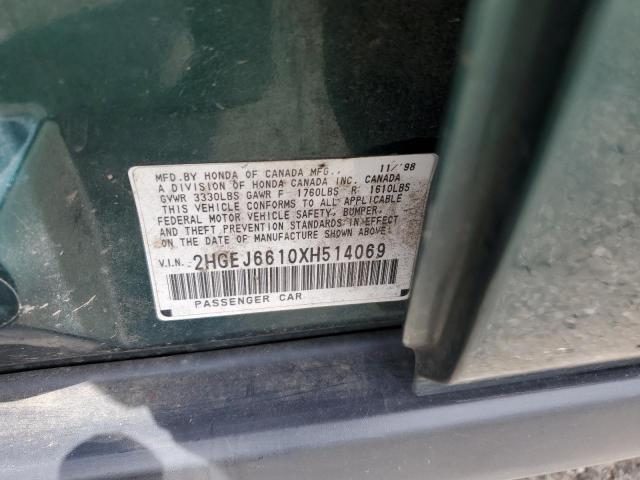 MFD.BY HONDA OF CANADA MFG., 11/'98
A DIVISION OF HONDA CANADA INC. CANADA
GVWR 3330LBS GAWR F 1760LBS R 1610LBS
THIS VEHICLE CONFORMS TO ALL APPLICABLE
FEDERAL MOTOR VEHICLE SAFETY, BUMPER,
AND THEFT PREVENTION STANDARDS IN EFFECT
ON THE DATE OF MANUFACTURE SHOWN ABOVE.
V.I.N. 2HGEJ6610XH514069
PASSENGER CAR